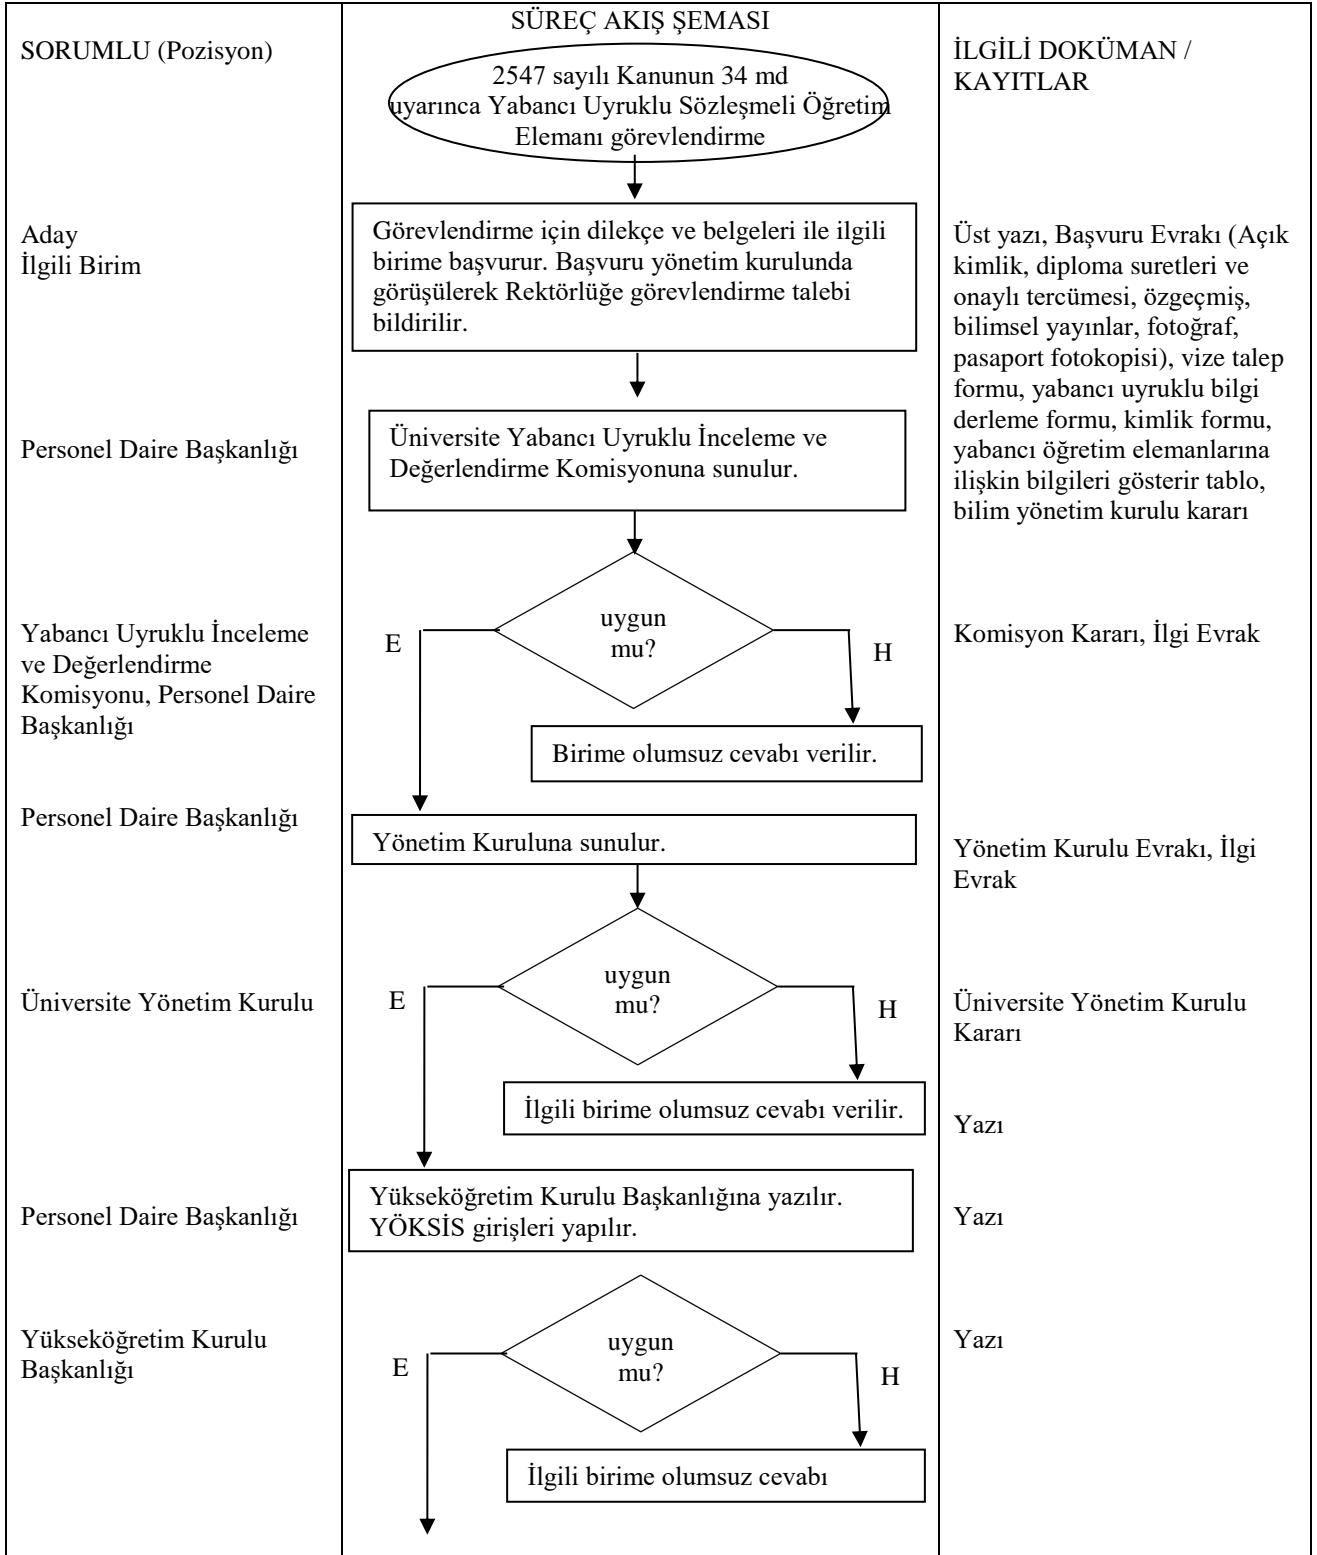 SÜREÇ AKIŞ ŞEMASI
SORUMLU (Pozisyon)
İLGİLİ DOKÜMAN /
KAYITLAR
2547 sayılı Kanunun 34 md
uyarınca Yabancı Uyruklu Sözleşmeli Öğretim
Elemanı görevlendirme
Aday
İlgili Birim
Görevlendirme için dilekçe ve belgeleri ile ilgili
birime başvurur. Başvuru yönetim kurulunda
görüşülerek Rektörlüğe görevlendirme talebi
bildirilir.
Üst yazı, Başvuru Evrakı (Açık
kimlik, diploma suretleri ve
onaylı tercümesi, özgeçmiş,
bilimsel yayınlar, fotoğraf,
pasaport fotokopisi), vize talep
formu, yabancı uyruklu bilgi
derleme formu, kimlik formu,
yabancı öğretim elemanlarına
ilişkin bilgileri gösterir tablo,
bilim yönetim kurulu kararı
Personel Daire Başkanlığı
Üniversite Yabancı Uyruklu İnceleme ve
Değerlendirme Komisyonuna sunulur.
Yabancı Uyruklu İnceleme
ve Değerlendirme
Komisyonu, Personel Daire
Başkanlığı
uygun
mu?
E
H
Komisyon Kararı, İlgi Evrak
Birime olumsuz cevabı verilir.
Personel Daire Başkanlığı
Yönetim Kuruluna sunulur.
Yönetim Kurulu Evrakı, İlgi
Evrak
Üniversite Yönetim Kurulu
uygun
mu?
E
H
Üniversite Yönetim Kurulu
Kararı
İlgili birime olumsuz cevabı verilir.
Yazı
Personel Daire Başkanlığı
Yükseköğretim Kurulu Başkanlığına yazılır.
YÖKSİS girişleri yapılır.
Yazı
Yükseköğretim Kurulu
Başkanlığı
uygun
mu?
E
H
Yazı
İlgili birime olumsuz cevabı